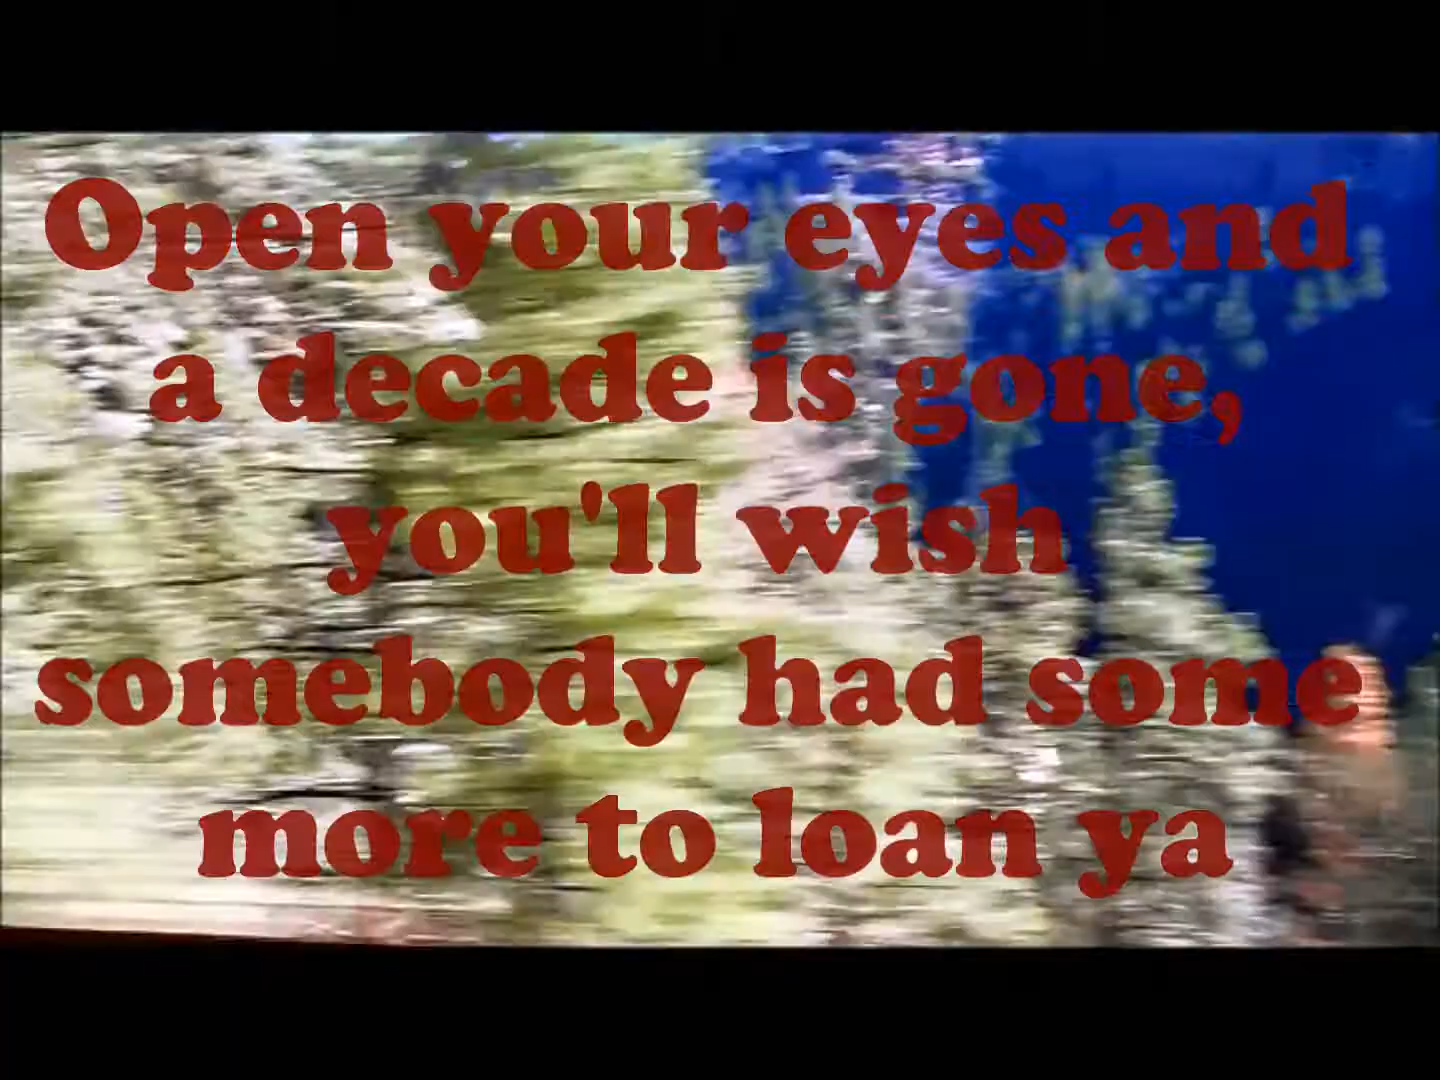 Open your eyes and
a decade is gone,
you'll wish
somebody had some
more to loan ya